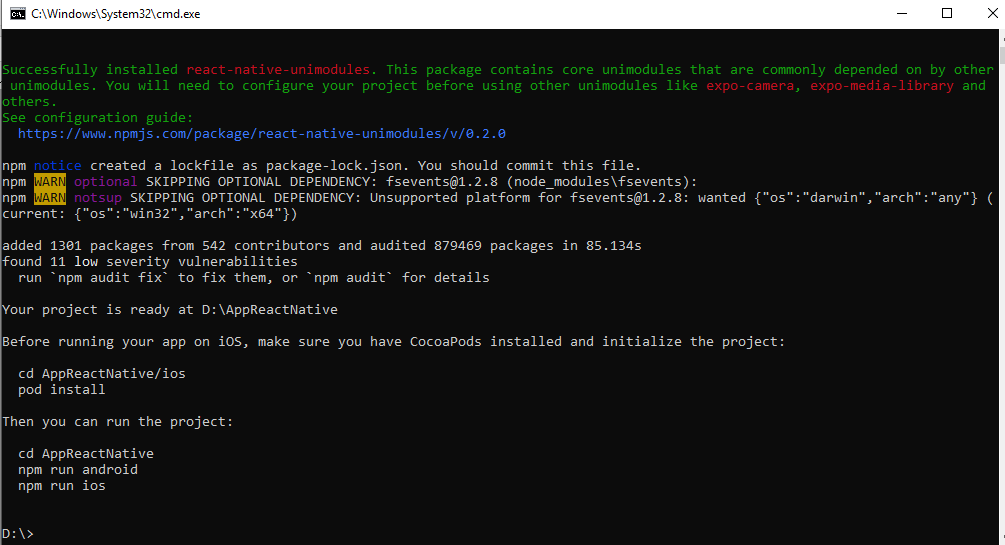 C:\Windows\System32\cmd.exe
Successfully installed react-native-unimodules. This package contains core unimodules that are commonly depended on by other
unimodules. You will need to configure your project before using other unimodules like expo-camera, expo-media-library and
others.
See configuration guide:
https://www.npmjs.com/package/react-native-unimodules/v/0.2.0
npm notice created a lockfile as package-lock.json. You should commit this file.
npm WARN optional SKIPPING OPTIONAL DEPENDENCY: fsevents@1.2.8 (node_modules\fsevents):
npm WARN notsup SKIPPING OPTIONAL DEPENDENCY: Unsupported platform for fsevents@1.2.8: wanted {"os":"darwin","arch":"any"} (
current: {"os":"win32","arch":"x64"})
added 1301 packages from 542 contributors and audited 879469 packages in 85.134s
found 11 low severity vulnerabilities
run `npm audit fix` to fix them, or `npm audit` for details
Your project is ready at D:\AppReactNative
Before running your app on iOS, make sure you have CocoaPods installed and initialize the project:
cd AppReactNative/ios
pod install
Then you can run the project:
cd AppReactNative
npm run android
npm run ios
D:\>